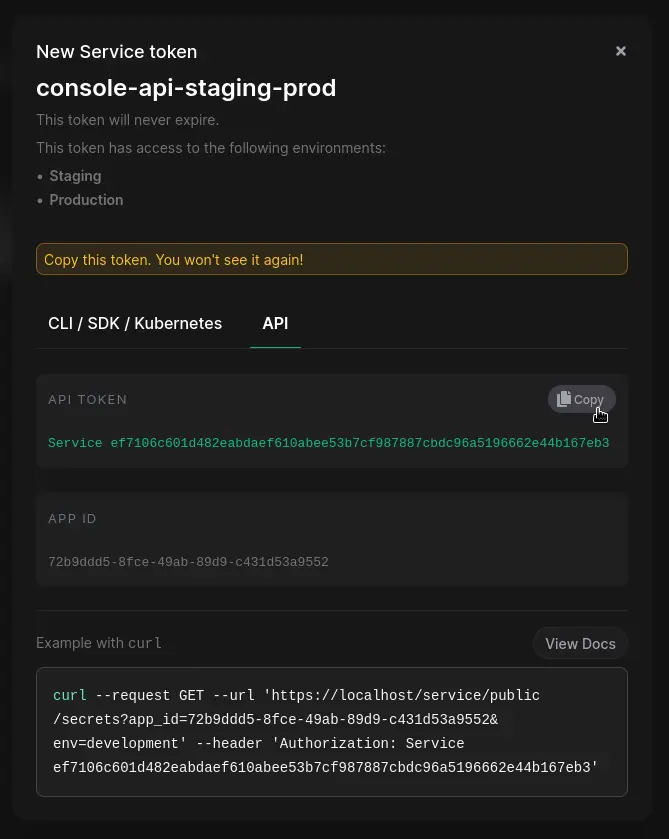 New Service token
console-api-staging-prod
This token will never expire.
This token has access to the following environments:
• Staging
• Production
Copy this token. You won't see it again!
CLI / SDK / Kubernetes API
API TOKEN Copy
Service ef7106c601d482eabdaef610abee53b7cf987887cbdc96a5196662e44b167eb3
APP ID
72b9ddd5-8fce-49ab-89d9-c431d53a9552
Example with curl View Docs
curl --request GET --url 'https://localhost/service/public
/secrets?app_id=72b9ddd5-8fce-49ab-89d9-c431d53a9552&
env=development' --header 'Authorization: Service
ef7106c601d482eabdaef610abee53b7cf987887cbdc96a5196662e44b167eb3'